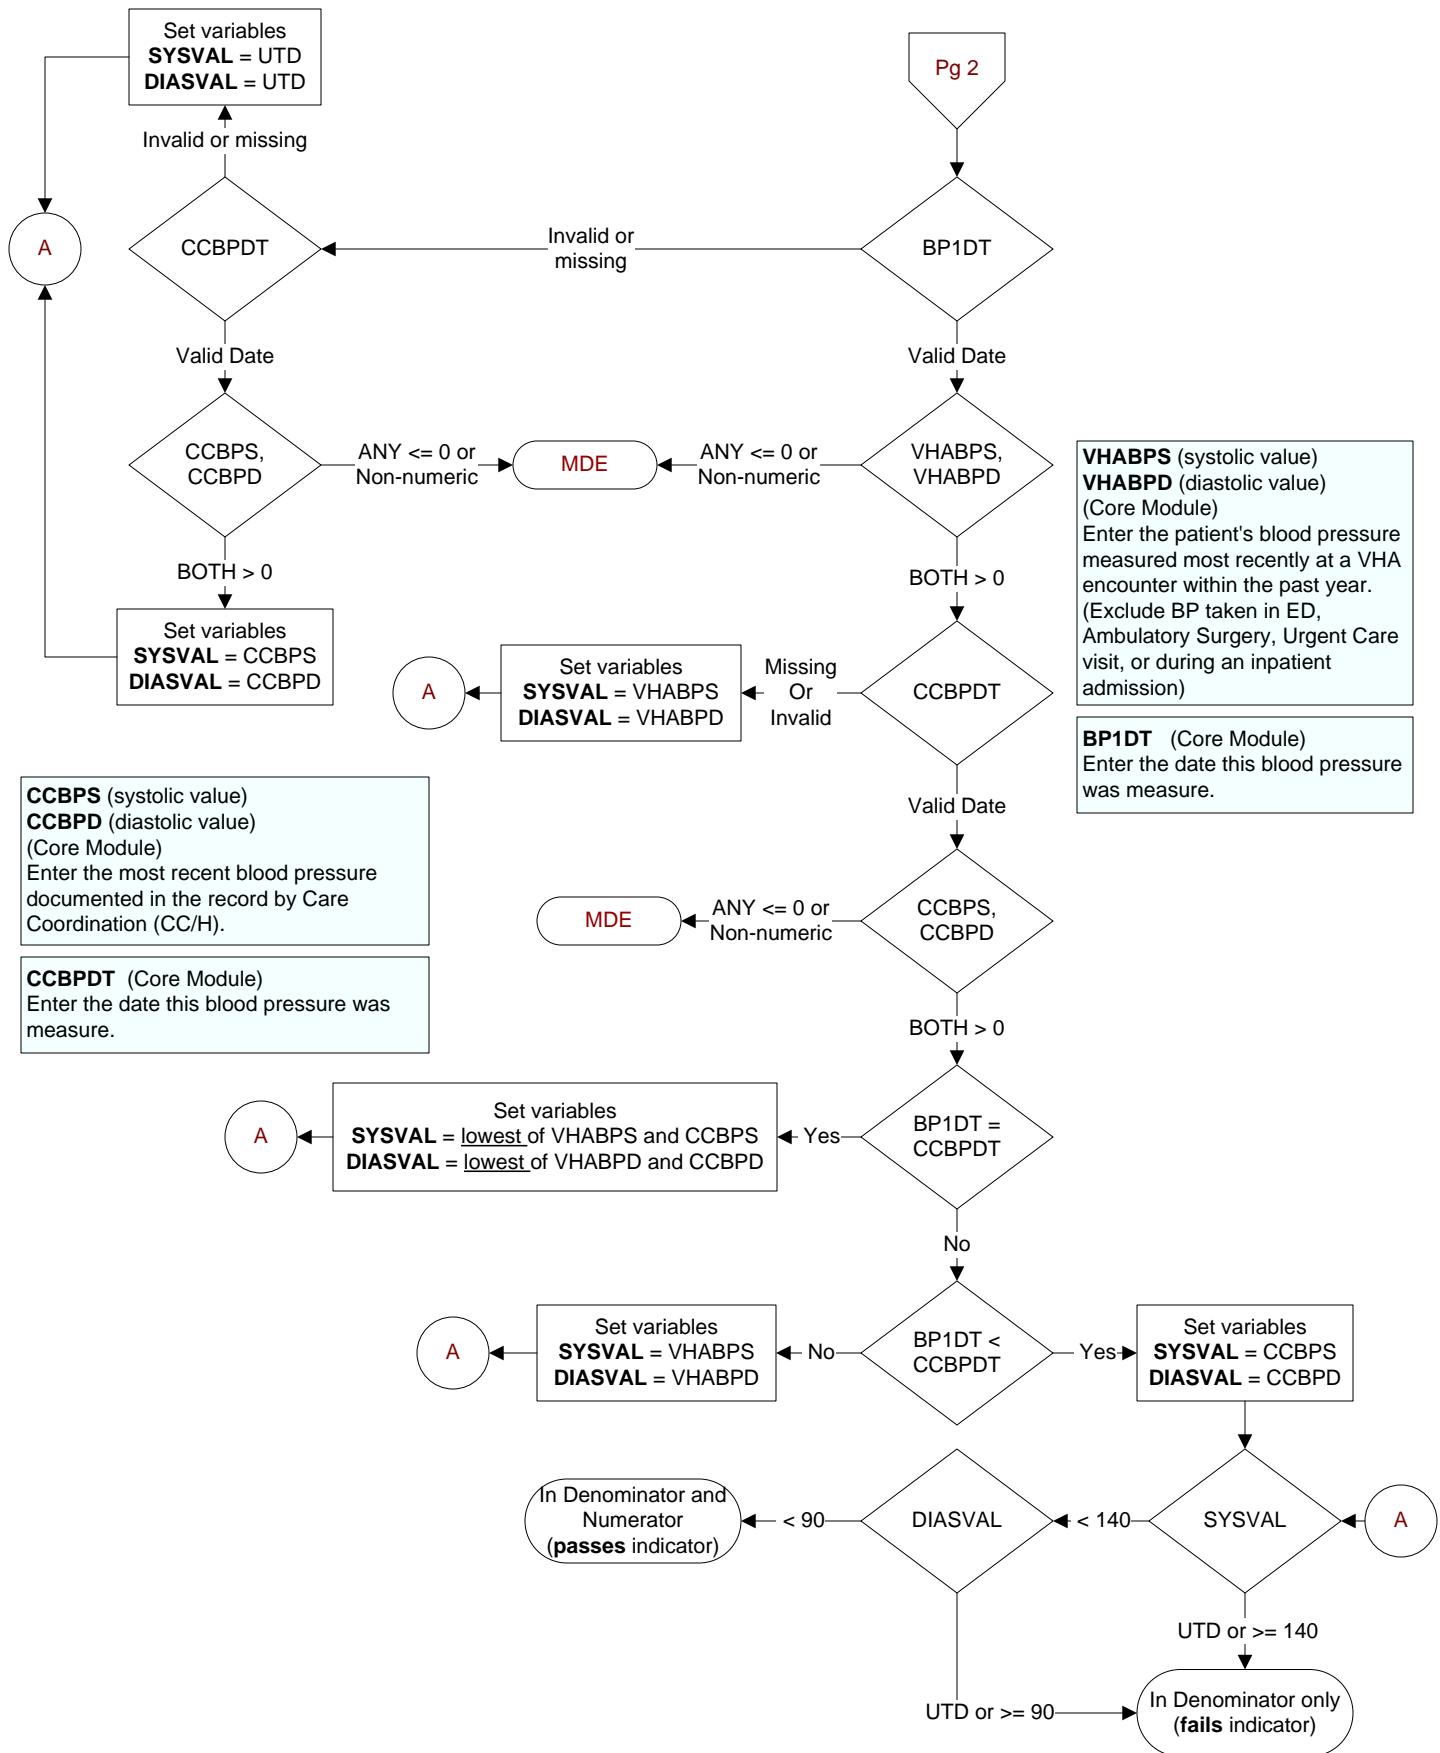 Set variables
SYSVAL = UTD
DIASVAL = UTD
Pg 2
Invalid or missing
A
CCBPDT
Invalid or
missing
BP1DT
Valid Date
Valid Date
CCBPS,
CCBPD
ANY <= 0 or
Non-numeric
MDE
ANY <= 0 or
Non-numeric
VHABPS,
VHABPD
VHABPS (systolic value)
VHABPD (diastolic value)
(Core Module)
Enter the patient's blood pressure
measured most recently at a VHA
encounter within the past year.
(Exclude BP taken in ED,
Ambulatory Surgery, Urgent Care
visit, or during an inpatient
admission)
BOTH > 0
BOTH > 0
Set variables
SYSVAL = CCBPS
DIASVAL = CCBPD
A
Set variables
SYSVAL = VHABPS
DIASVAL = VHABPD
Missing
Or
Invalid
CCBPDT
BP1DT (Core Module)
Enter the date this blood pressure
was measure.
CCBPS (systolic value)
CCBPD (diastolic value)
(Core Module)
Enter the most recent blood pressure
documented in the record by Care
Coordination (CC/H).
Valid Date
MDE
ANY <= 0 or
Non-numeric
CCBPS,
CCBPD
CCBPDT (Core Module)
Enter the date this blood pressure was
measure.
BOTH > 0
A
Set variables
SYSVAL = lowest of VHABPS and CCBPS
DIASVAL = lowest of VHABPD and CCBPD
Yes
BP1DT =
CCBPDT
No
A
Set variables
SYSVAL = VHABPS
DIASVAL = VHABPD
No
BP1DT <
CCBPDT
Yes
Set variables
SYSVAL = CCBPS
DIASVAL = CCBPD
In Denominator and
Numerator
(passes indicator)
< 90
DIASVAL
< 140
SYSVAL
A
UTD or >= 140
UTD or >= 90
In Denominator only
(fails indicator)